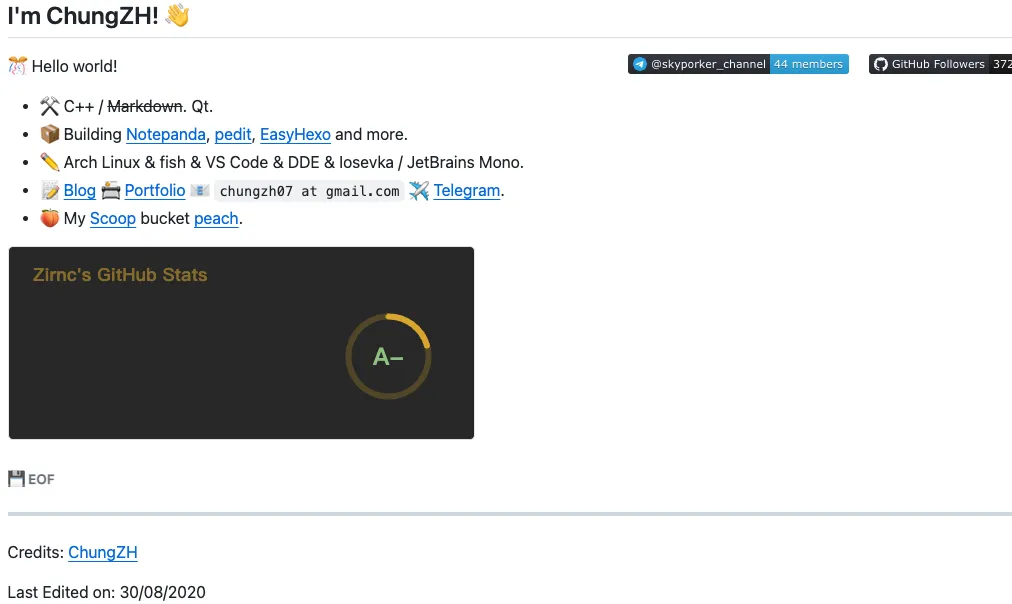 I'm ChungZH! 👋
🎊 Hello world!
@skyporker_channel 44 members
GitHub Followers 372
⚒️ C++ / Markdown. Qt.
📦 Building Notepanda, pedit, EasyHexo and more.
✏️ Arch Linux & fish & VS Code & DDE & Iosevka / JetBrains Mono.
📝 Blog 📇 Portfolio 📧 chungzh07 at gmail.com ✈️ Telegram.
🍑 My Scoop bucket peach.
Zirnc's GitHub Stats
A-
💾 EOF
Credits: ChungZH
Last Edited on: 30/08/2020